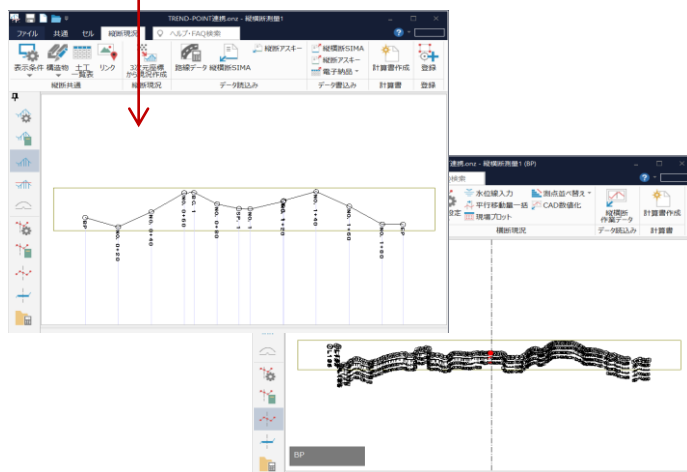 TREND-POINT連携.onz - 縦横断測量1
ファイル 共通 セル 縦断現況 ヘルプ・FAQ検索
表示条件 構造物 土工一覧表 リンク 3次元座標から現況作成 路線データ 縦横断SIMA 縦断アスキー 縦横断SIMA 縦断アスキー 電子納品 計算書作成 登録
縦断共通 縦断現況 データ読込み データ書込み 計算書 登録
BP NO. 0+20 NO. 0+40 NO. 0+60 NO. 0+80 SP. 1 NO. 1+20 NO. 1+40 NO. 1+60 NO. 1+80 EP
連携.onz - 縦横断測量1 (BP)
検索
設定 水位線入力 平行移動量一括 現場プロット 測点並べ替え CAD数値化 縦横断作業データ 計算書作成
横断現況 データ読込み 計算書
BP